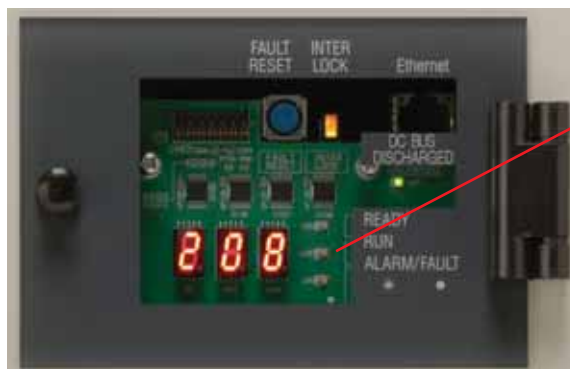 FAULT
RESET
INTER
LOCK
Ethernet
DC BUS
DISCHARGED
READY
RUN
ALARM/FAULT
208